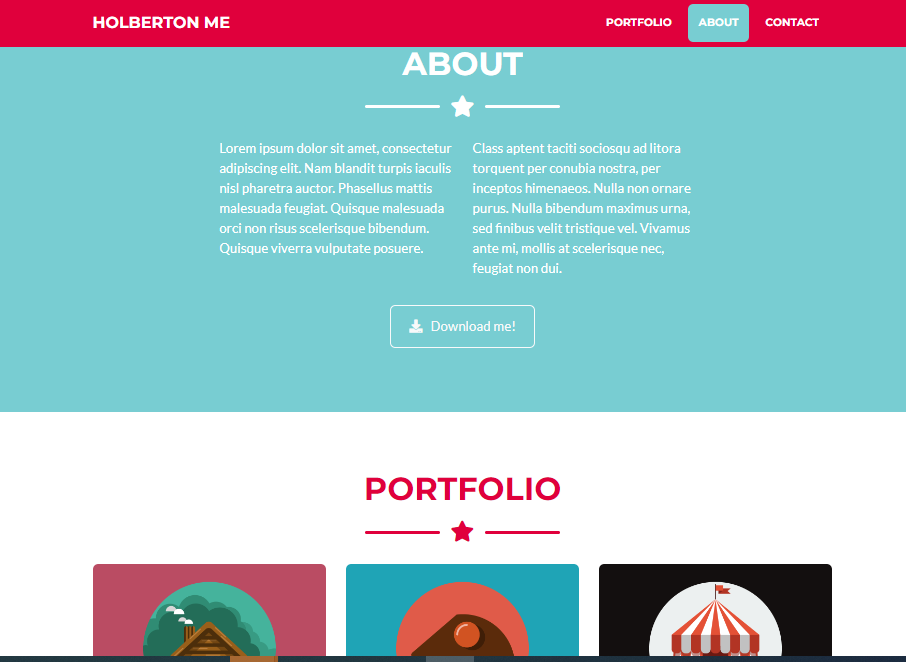 HOLBERTON ME
PORTFOLIO
ABOUT
CONTACT
ABOUT
Lorem ipsum dolor sit amet, consectetur
adipiscing elit. Nam blandit turpis iaculis
nisl pharetra auctor. Phasellus mattis
malesuada feugiat. Quisque malesuada
orci non risus scelerisque bibendum.
Quisque viverra vulputate posuere.
Class aptent taciti sociosqu ad litora
torquent per conubia nostra, per
inceptos himenaeos. Nulla non ornare
purus. Nulla bibendum maximus urna,
sed finibus velit tristique vel. Vivamus
ante mi, mollis at scelerisque nec,
feugiat non dui.
Download me!
PORTFOLIO